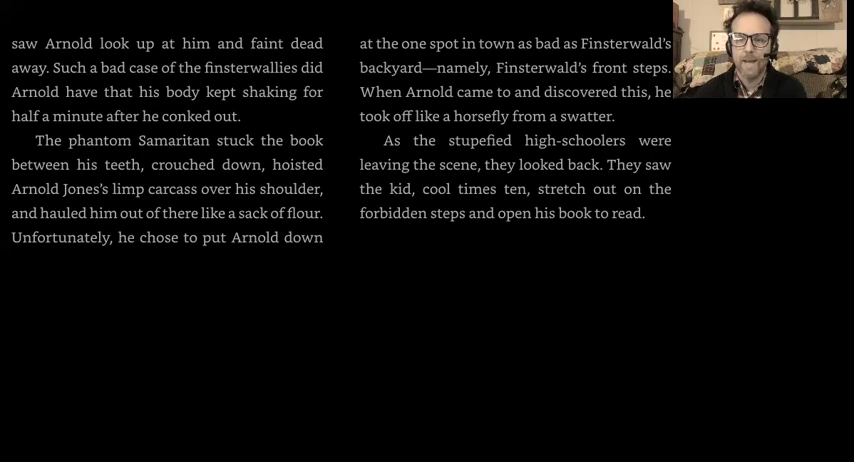 saw Arnold look up at him and faint dead
away. Such a bad case of the finsterwallies did
Arnold have that his body kept shaking for
half a minute after he conked out.
The phantom Samaritan stuck the book
between his teeth, crouched down, hoisted
Arnold Jones’s limp carcass over his shoulder,
and hauled him out of there like a sack of flour.
Unfortunately, he chose to put Arnold down
at the one spot in town as bad as Finsterwald’s
backyard—namely, Finsterwald’s front steps.
When Arnold came to and discovered this, he
took off like a horsefly from a swatter.
As the stupefied high-schoolers were
leaving the scene, they looked back. They saw
the kid, cool times ten, stretch out on the
forbidden steps and open his book to read.